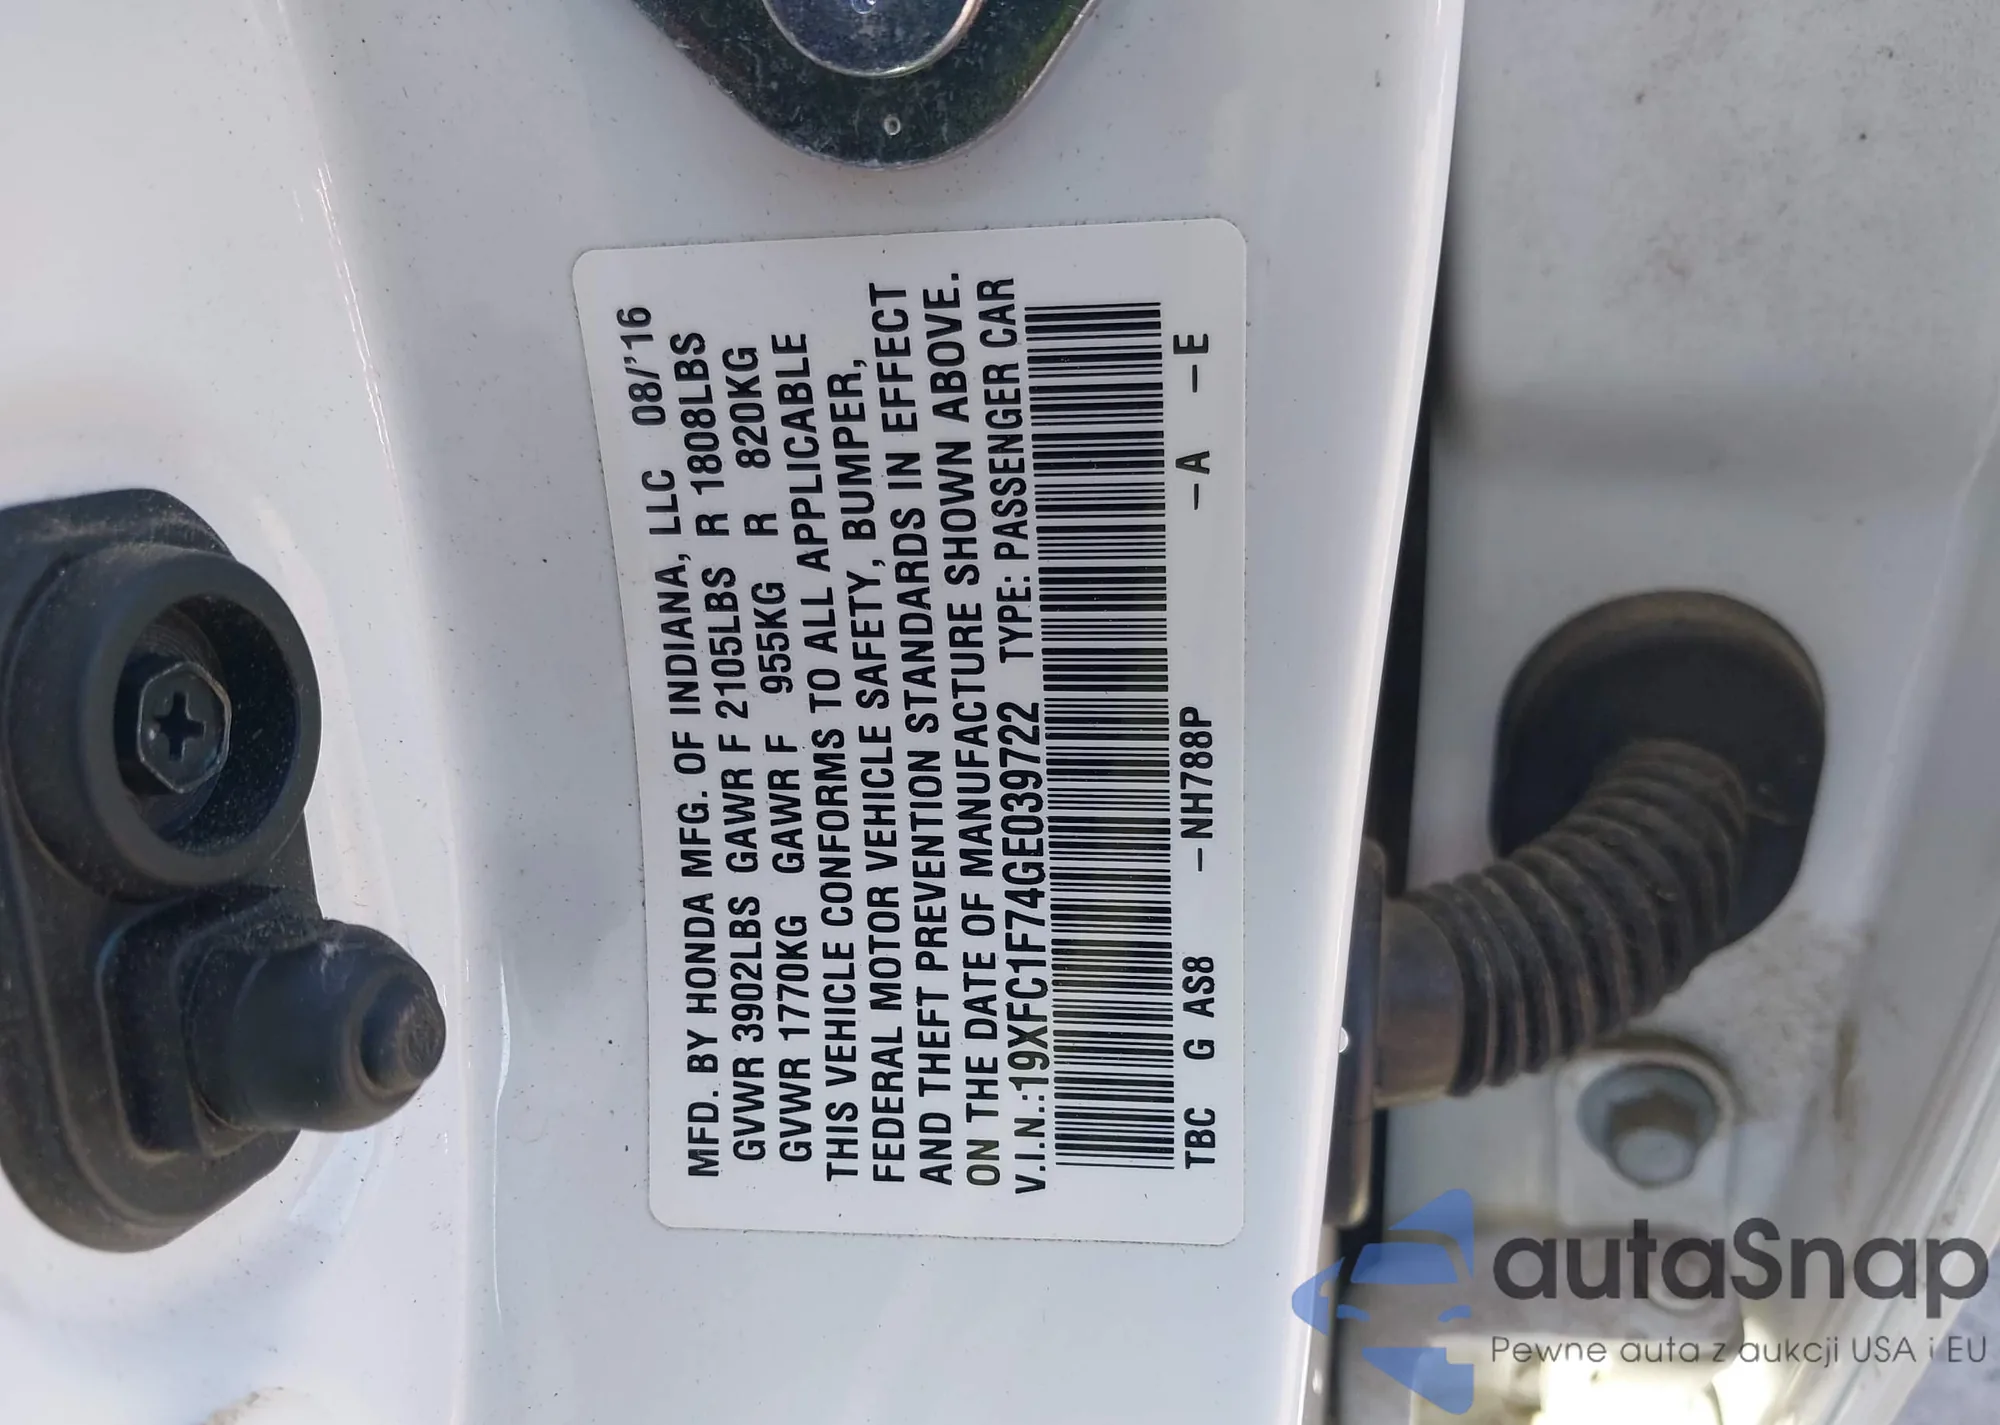 MFD. BY HONDA MFG. OF INDIANA, LLC 08/'16
GVWR 3902LBS GAWR F 2105LBS R 1808LBS
GVWR 1770KG GAWR F 955KG R 820KG
THIS VEHICLE CONFORMS TO ALL APPLICABLE
FEDERAL MOTOR VEHICLE SAFETY, BUMPER,
AND THEFT PREVENTION STANDARDS IN EFFECT
ON THE DATE OF MANUFACTURE SHOWN ABOVE.
V.I.N.:19XFC1F74GE039722 TYPE: PASSENGER CAR
TBC G AS8 -NH788P -A -E
autaSnap
Pewne auta z aukcji USA i EU